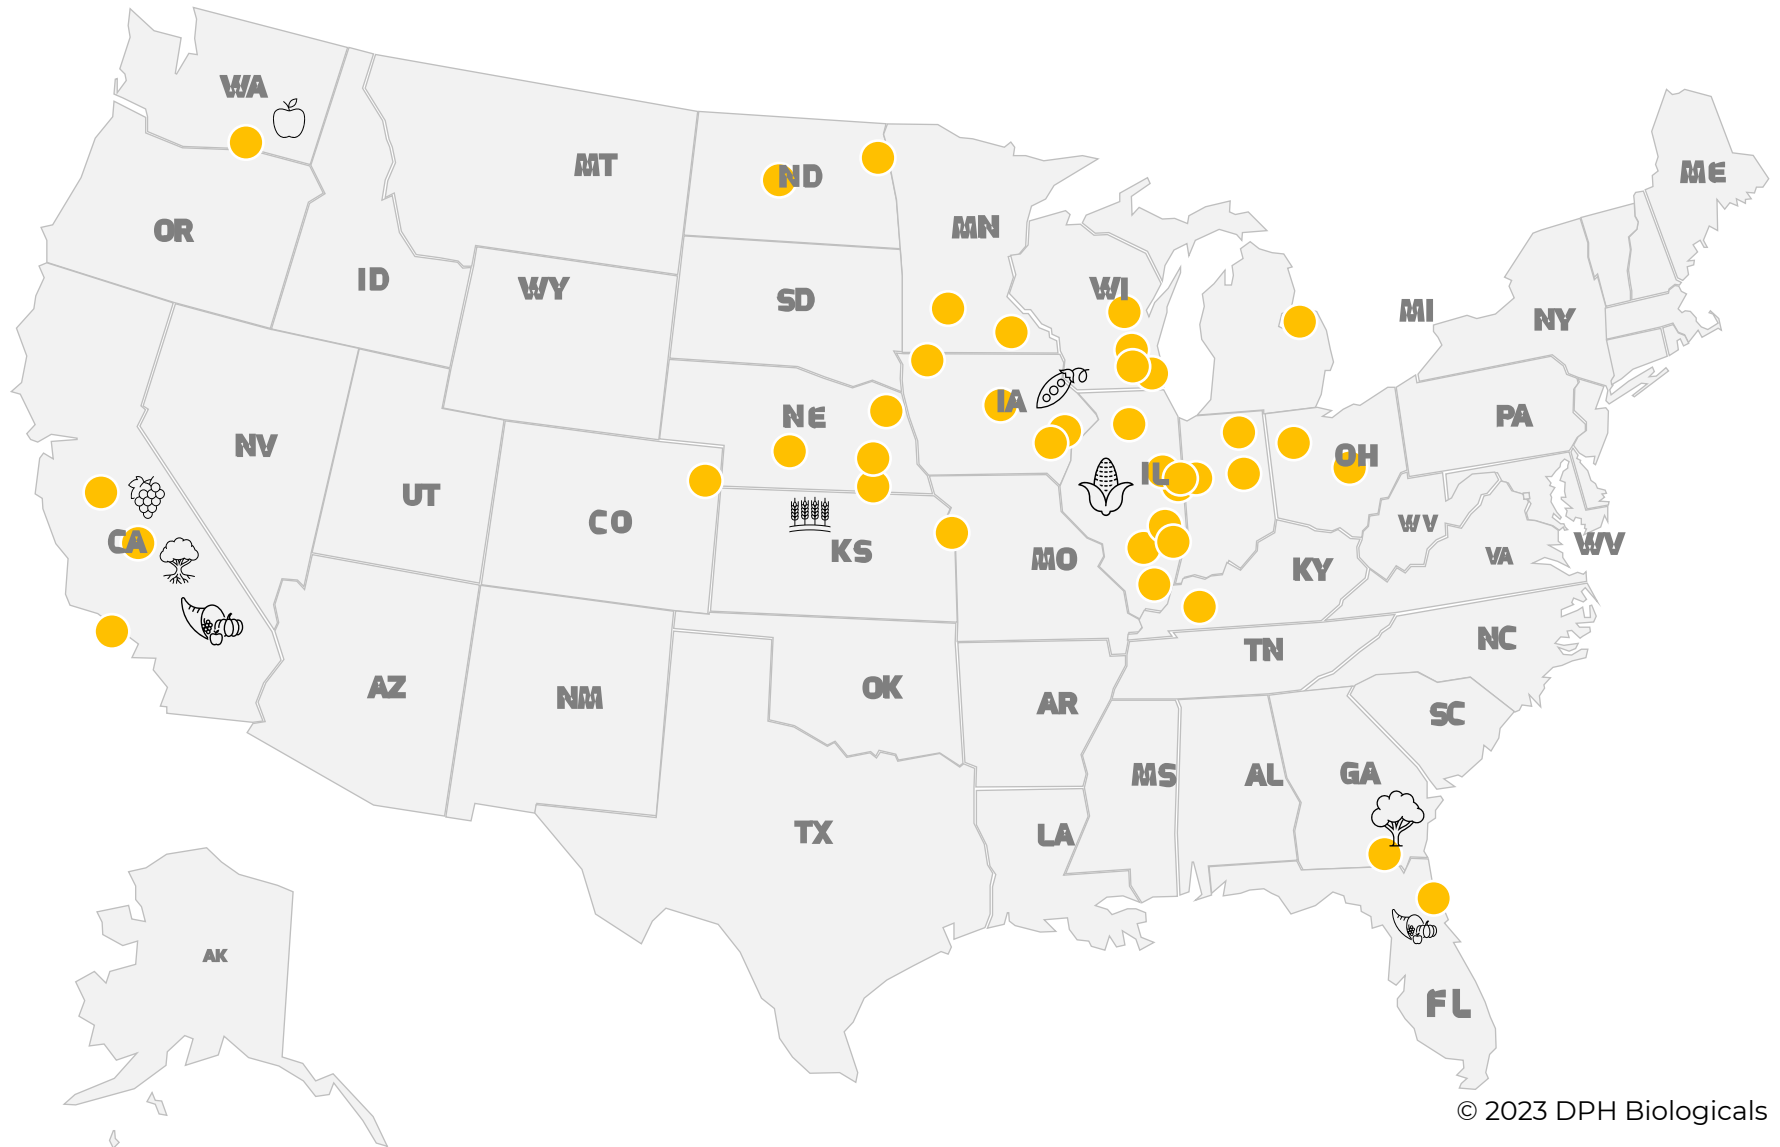 WA
MT
ND
ME
OR
MN
ID
WY
SD
WI
MI
NY
NE
IA
PA
NV
OH
UT
CO
IL
CA
KS
MO
WV
VA
WV
KY
TN
NC
AZ
NM
OK
AR
SC
MS
AL
GA
TX
LA
AK
FL
© 2023 DPH Biologicals